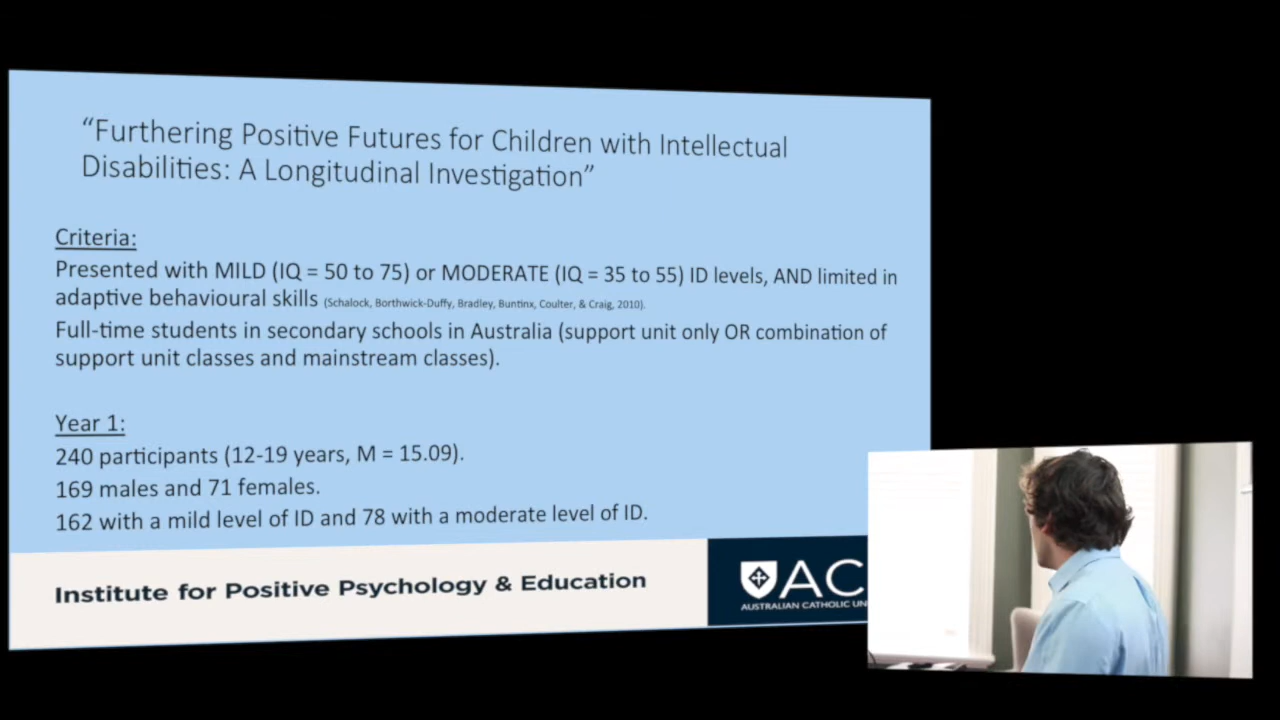 “Furthering Positive Futures for Children with Intellectual
Disabilities: A Longitudinal Investigation”
Criteria:
Presented with MILD (IQ = 50 to 75) or MODERATE (IQ = 35 to 55) ID levels, AND limited in
adaptive behavioural skills (Schalock, Borthwick-Duffy, Bradley, Buntinx, Coulter, & Craig, 2010).
Full-time students in secondary schools in Australia (support unit only OR combination of
support unit classes and mainstream classes).
Year 1:
240 participants (12-19 years, M = 15.09).
169 males and 71 females.
162 with a mild level of ID and 78 with a moderate level of ID.
Institute for Positive Psychology & Education
AC
AUSTRALIAN CATHOLIC UN